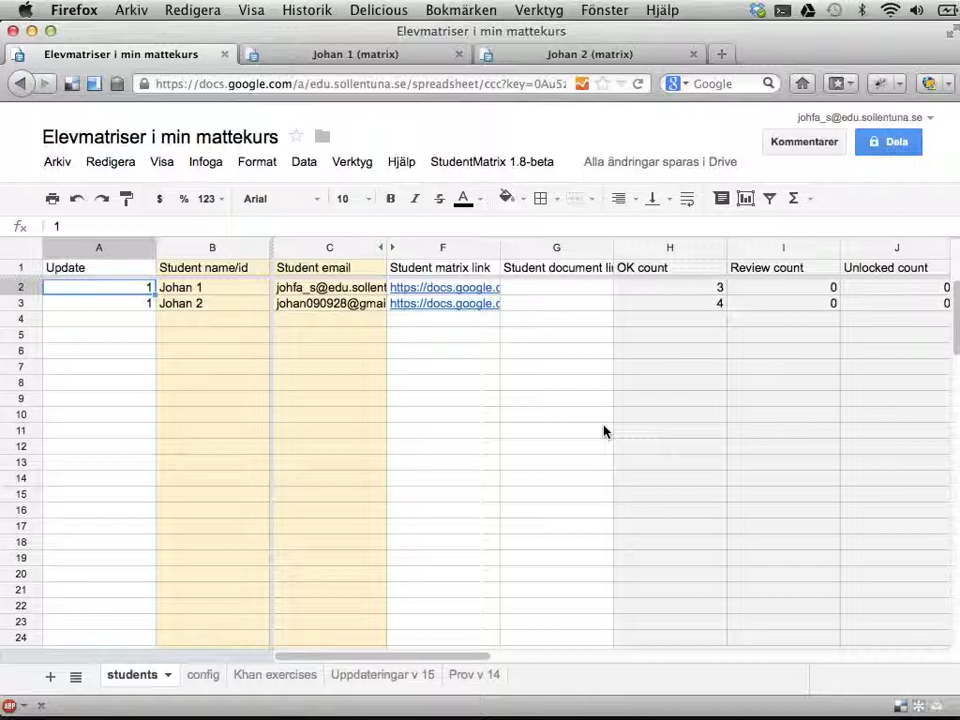 Firefox Arkiv Redigera Visa Historik Delicious Bokmärken Verktyg Fönster Hjälp
Elevmatriser i min mattekurs
Elevmatriser i min mattekurs Johan 1 (matrix) Johan 2 (matrix)
https://docs.google.com/a/edu.sollentuna.se/spreadsheet/ccc?key=0Au5z Google
johfa_s@edu.sollentuna.se
Elevmatriser i min mattekurs Kommentarer Dela
Arkiv Redigera Visa Infoga Format Data Verktyg Hjälp StudentMatrix 1.8-beta Alla ändringar sparas i Drive
$ % 123 Arial 10 B I S A Σ
fx 1
A B C F G H I J
1 Update Student name/id Student email Student matrix link Student document li OK count Review count Unlocked count
2 1 Johan 1 johfa_s@edu.sollent https://docs.google.c 3 0 0
3 1 Johan 2 johan090928@gmai https://docs.google.c 4 0 0
4
5
6
7
8
9
10
11
12
13
14
15
16
17
18
19
20
21
22
23
24
students config Khan exercises Uppdateringar v 15 Prov v 14
ABP